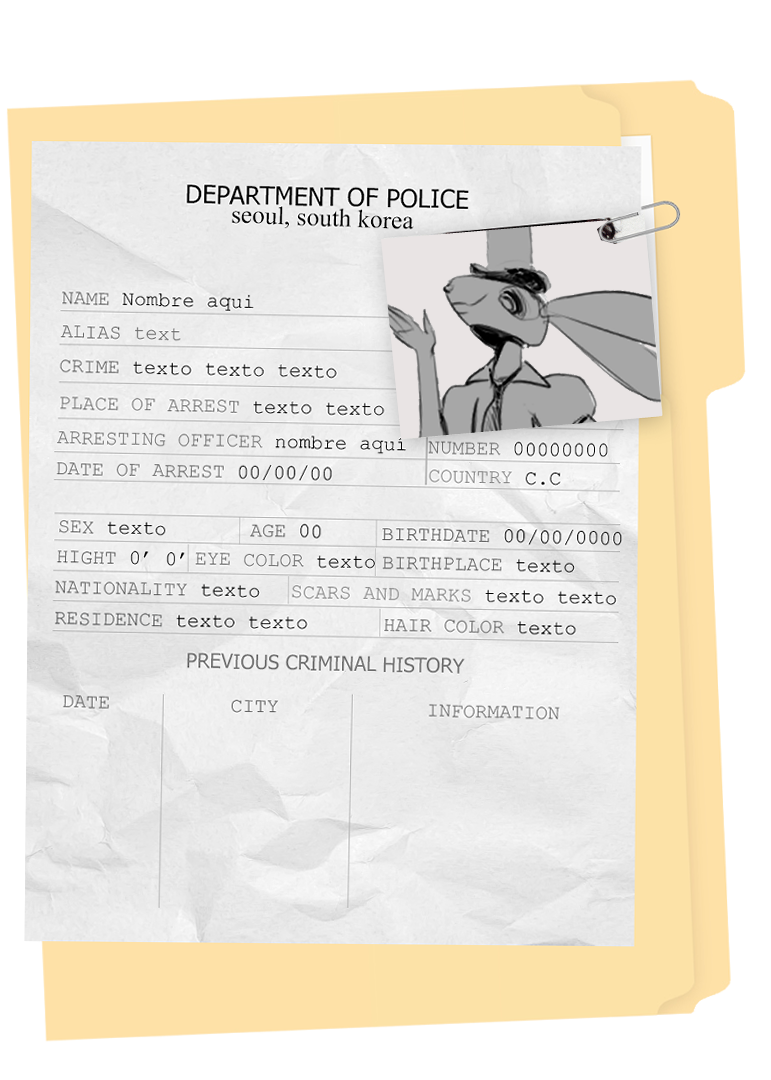 DEPARTMENT OF POLICE
seoul, south korea
NAME Nombre aqui
ALIAS text
CRIME texto texto texto
PLACE OF ARREST texto texto
ARRESTING OFFICER nombre aquí
NUMBER 00000000
DATE OF ARREST 00/00/00
COUNTRY C.C
SEX texto AGE 00 BIRTHDATE 00/00/0000
HIGHT 0′ 0′ EYE COLOR texto BIRTHPLACE texto
NATIONALITY texto SCARS AND MARKS texto texto
RESIDENCE texto texto HAIR COLOR texto
PREVIOUS CRIMINAL HISTORY
DATE CITY INFORMATION